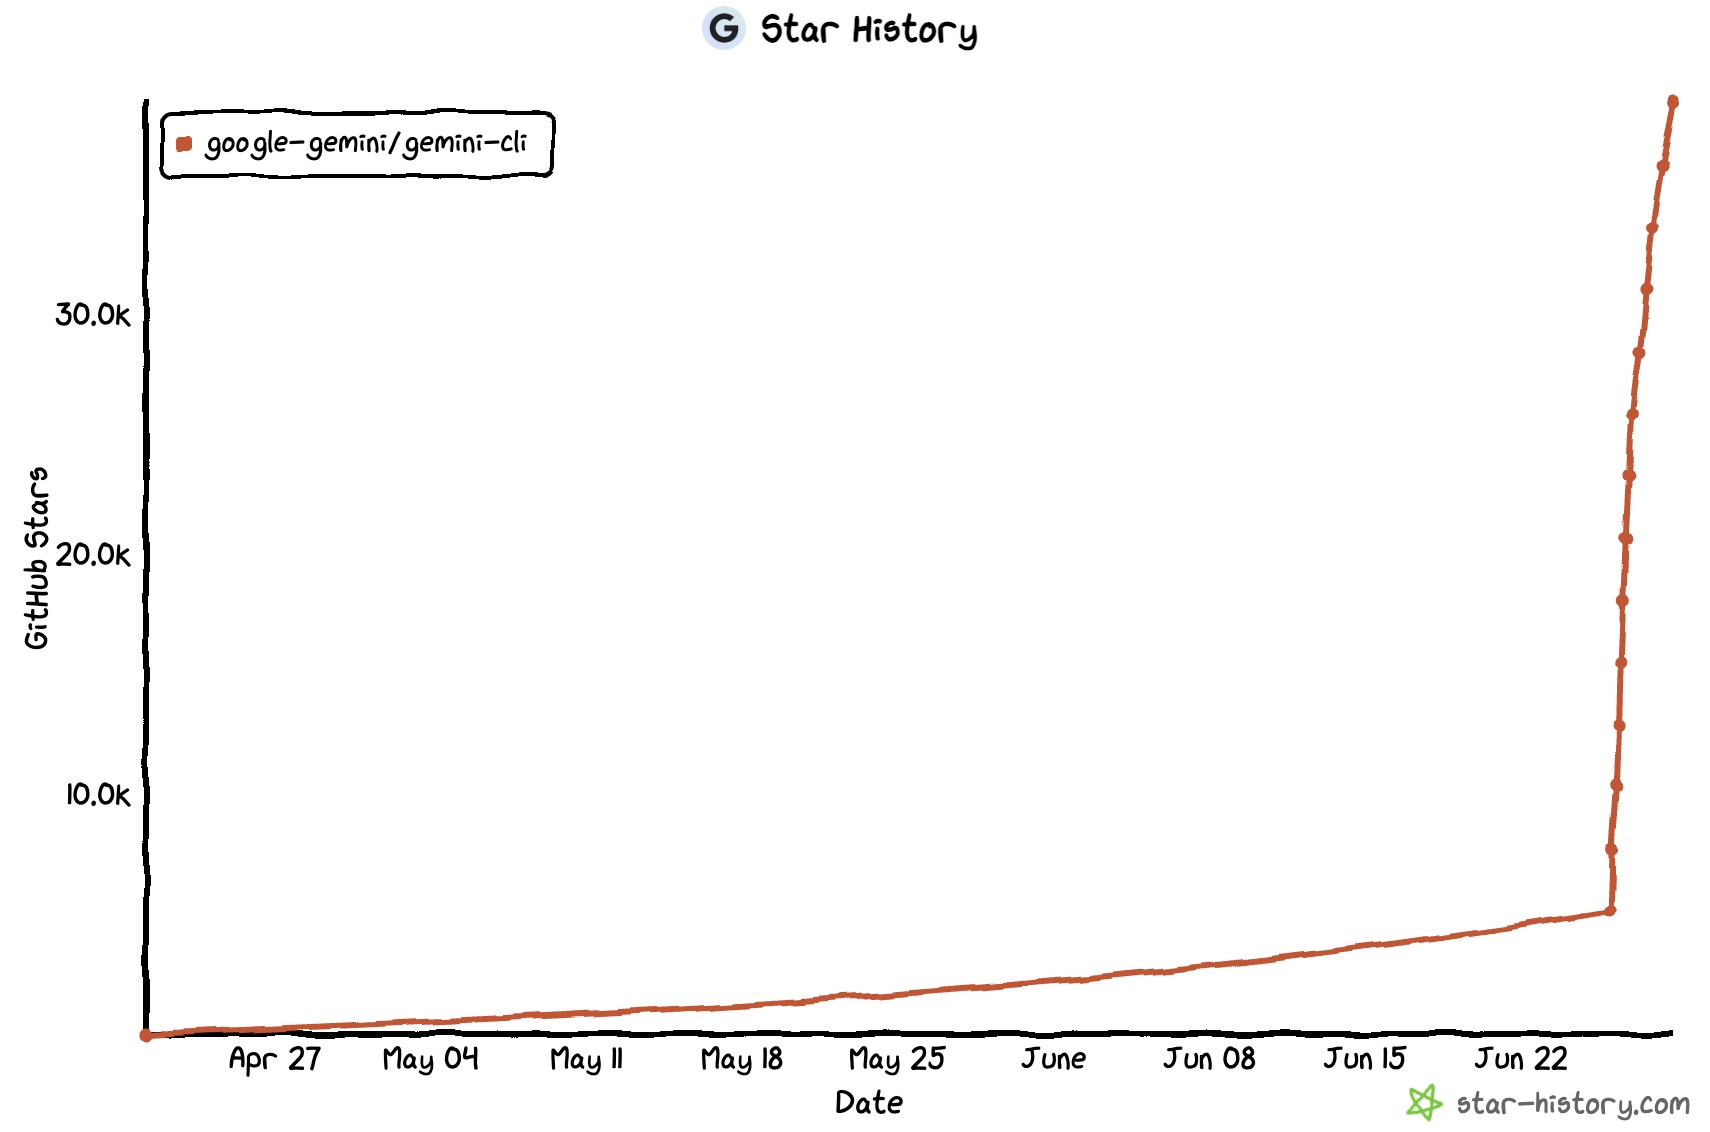 G Star History
google-gemini/gemini-cli
GitHub Stars
30.0K
20.0K
10.0K
Apr 27 May 04 May 11 May 18 May 25 June Jun 08 Jun 15 Jun 22
Date
star-history.com